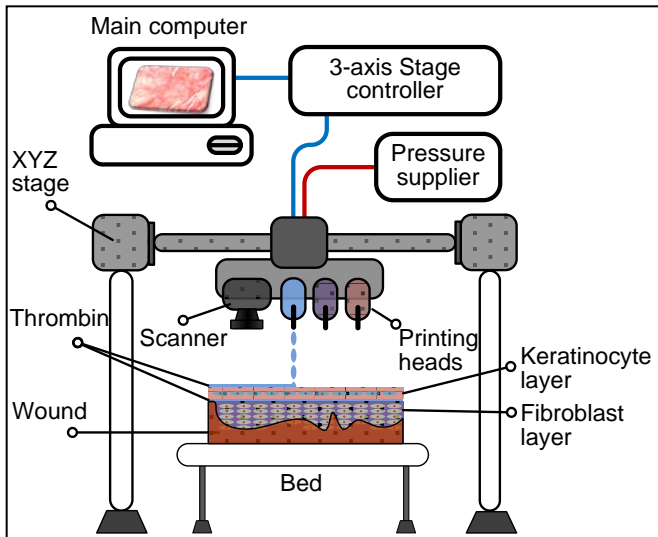 Main computer
3-axis Stage
controller
XYZ
stage
Pressure
supplier
Thrombin
Scanner
Printing
heads
Keratinocyte
layer
Wound
Fibroblast
layer
Bed